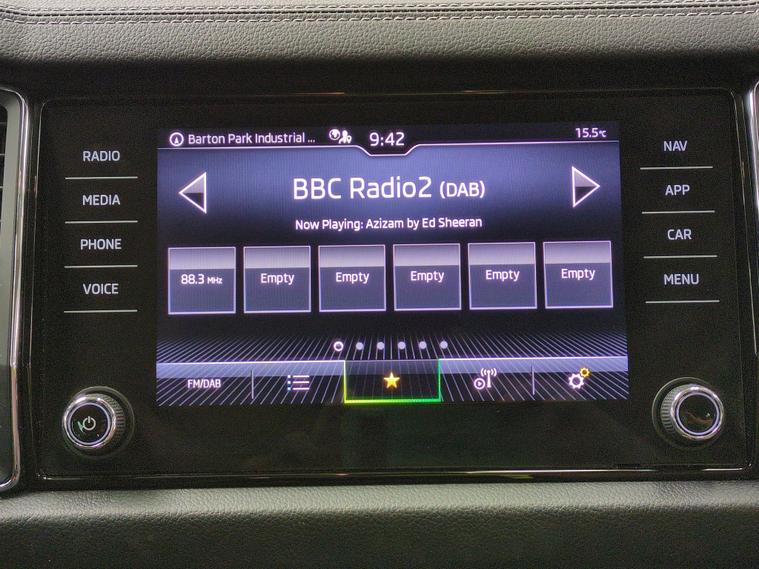 Barton Park Industrial ...
9:42
15.5°C
RADIO
MEDIA
PHONE
VOICE
NAV
APP
CAR
MENU
BBC Radio2 (DAB)
Now Playing: Azizam by Ed Sheeran
88.3 MHz
Empty
Empty
Empty
Empty
Empty
FM/DAB